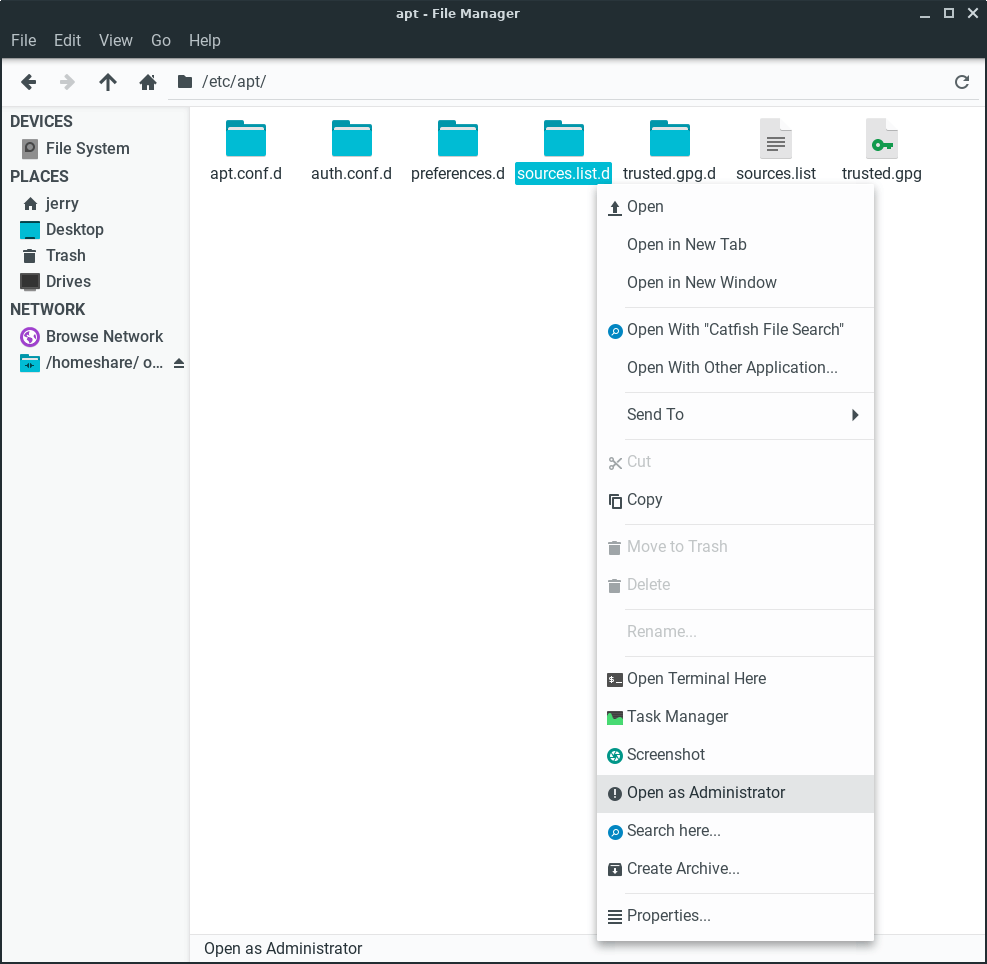 apt - File Manager
File Edit View Go Help
/etc/apt/
DEVICES
File System
PLACES
jerry
Desktop
Trash
Drives
NETWORK
Browse Network
/homeshare/ o...
apt.conf.d auth.conf.d preferences.d sources.list.d trusted.gpg.d sources.list trusted.gpg
Open
Open in New Tab
Open in New Window
Open With "Catfish File Search"
Open With Other Application...
Send To
Cut
Copy
Move to Trash
Delete
Rename...
Open Terminal Here
Task Manager
Screenshot
Open as Administrator
Search here...
Create Archive...
Properties...
Open as Administrator